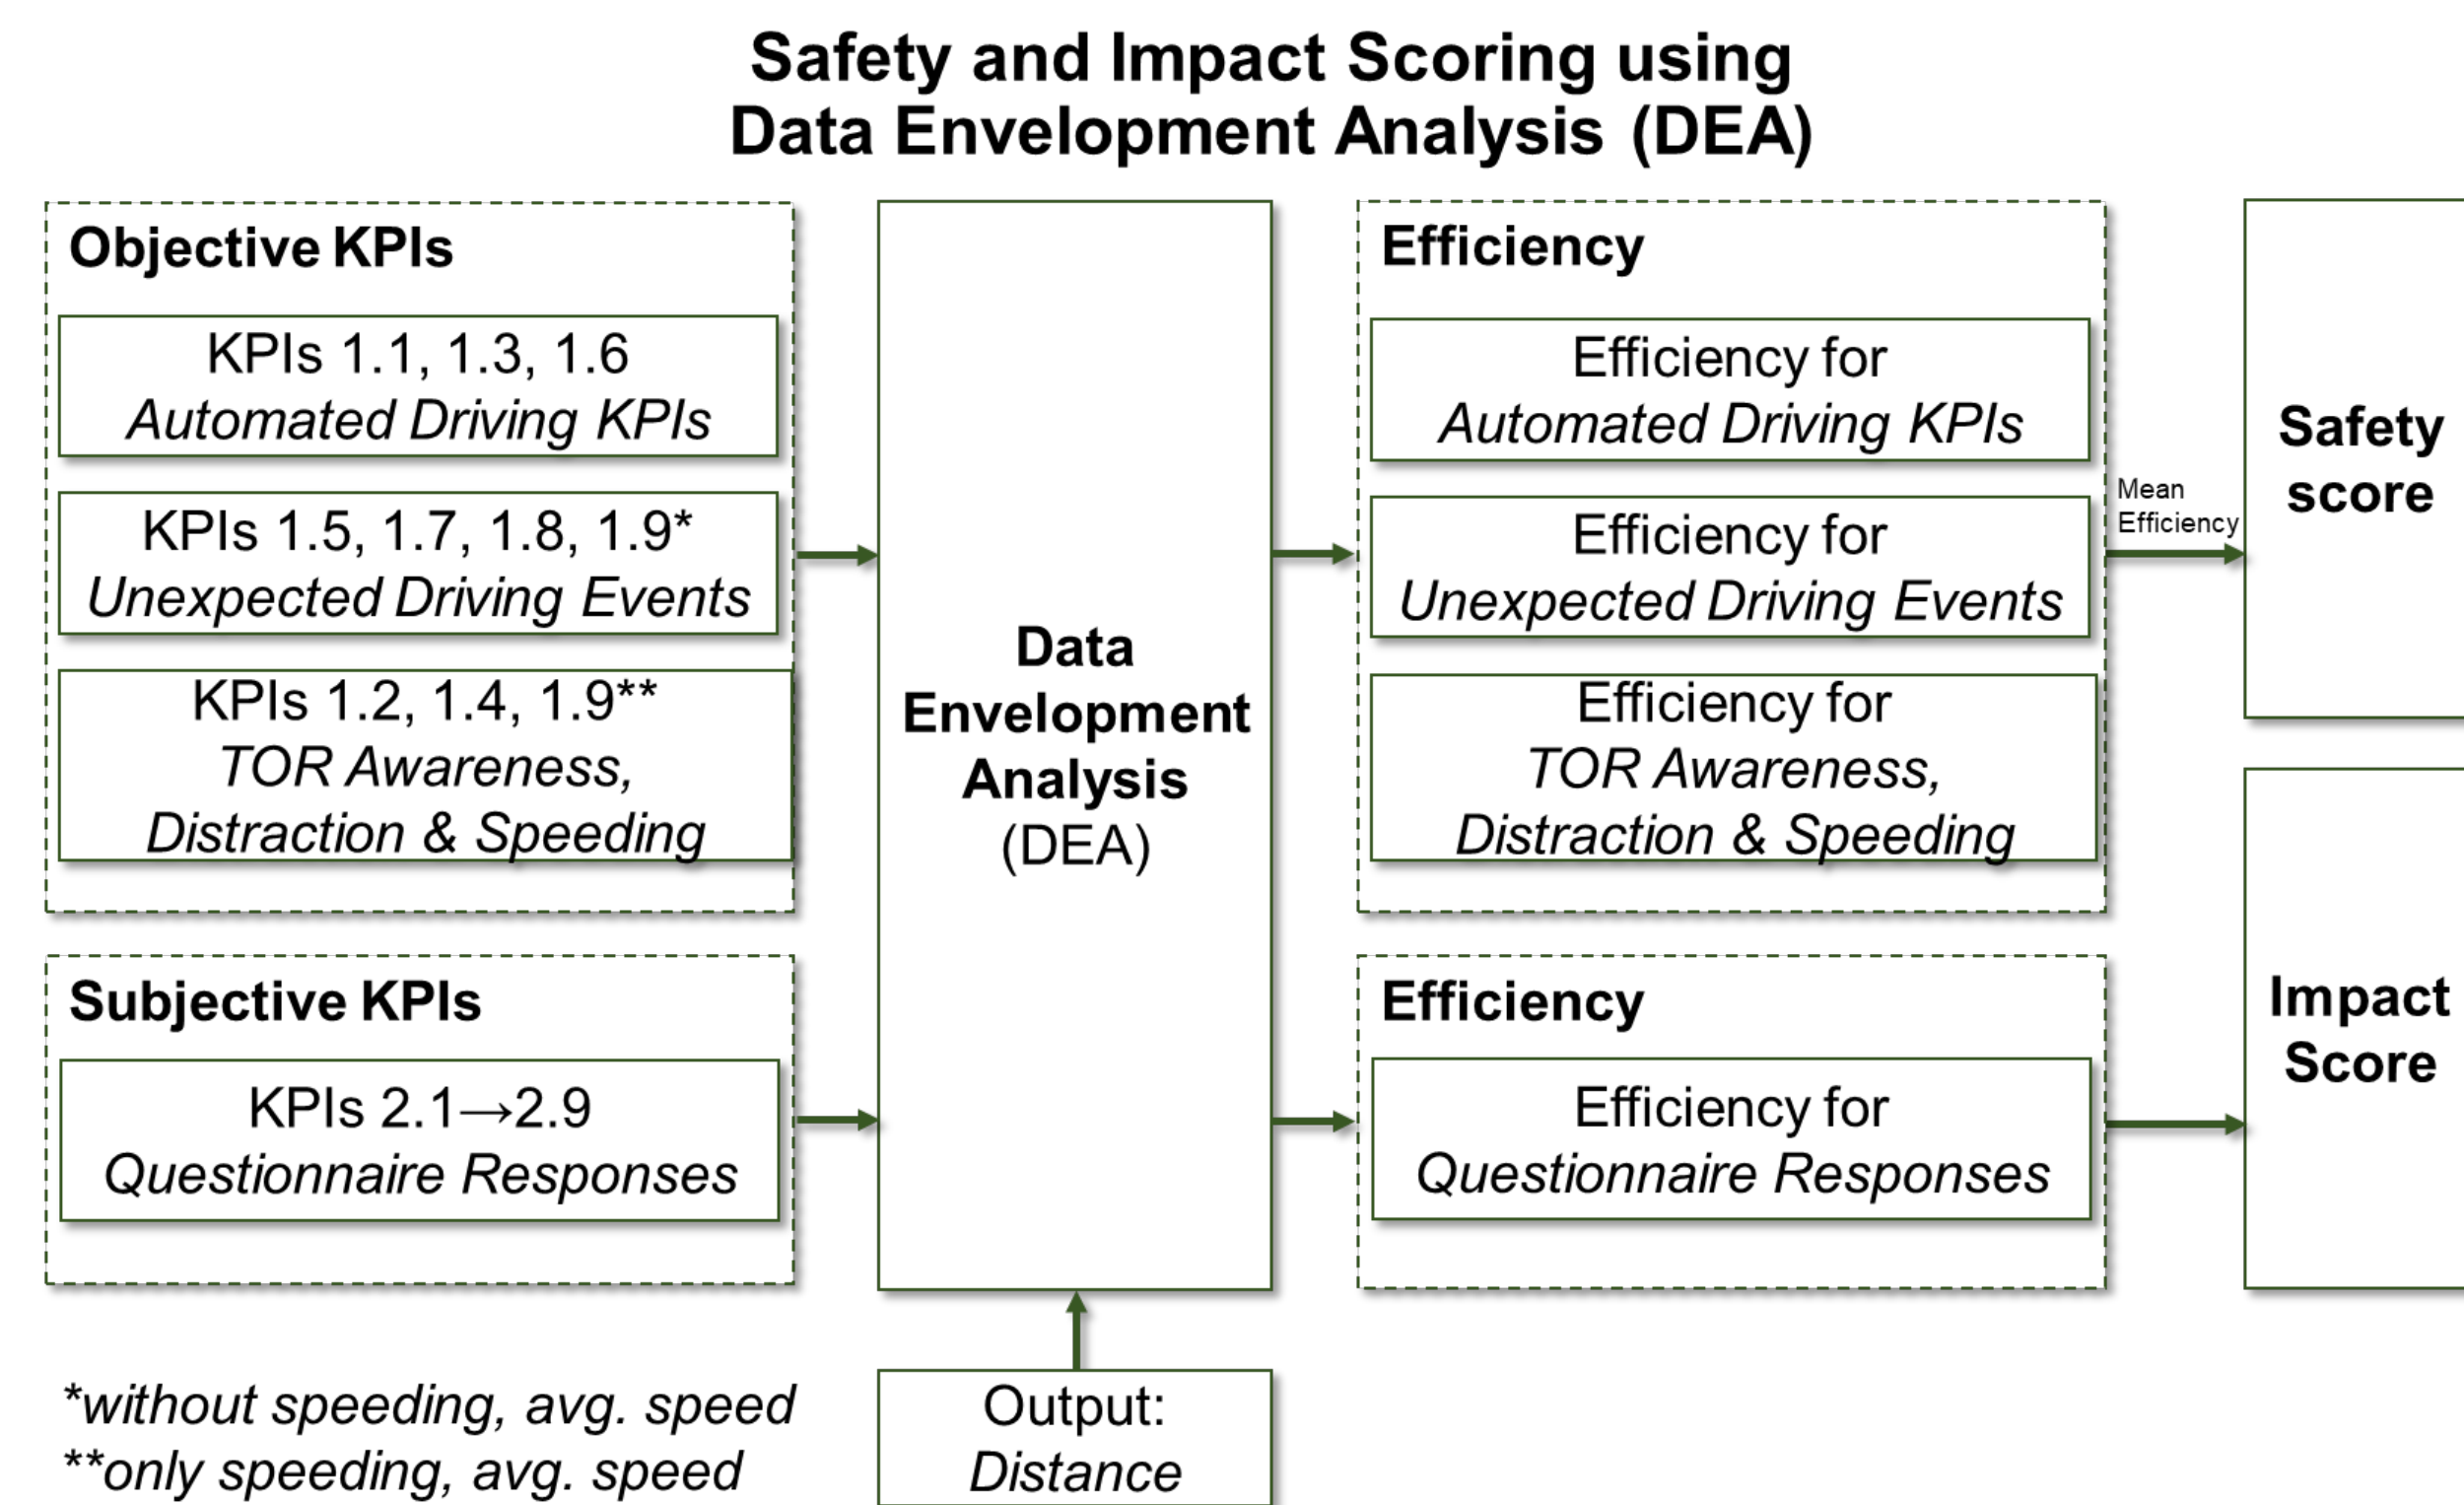 Safety and Impact Scoring using
Data Envelopment Analysis (DEA)
Objective KPIs
KPIs 1.1, 1.3, 1.6
Automated Driving KPIs
KPIs 1.5, 1.7, 1.8, 1.9*
Unexpected Driving Events
KPIs 1.2, 1.4, 1.9**
TOR Awareness,
Distraction & Speeding
Subjective KPIs
KPIs 2.1→2.9
Questionnaire Responses
Data
Envelopment
Analysis
(DEA)
Output:
Distance
Efficiency
Efficiency for
Automated Driving KPIs
Efficiency for
Unexpected Driving Events
Efficiency for
TOR Awareness,
Distraction & Speeding
Efficiency
Efficiency for
Questionnaire Responses
Mean
Efficiency
Safety
score
Impact
Score
*without speeding, avg. speed
**only speeding, avg. speed